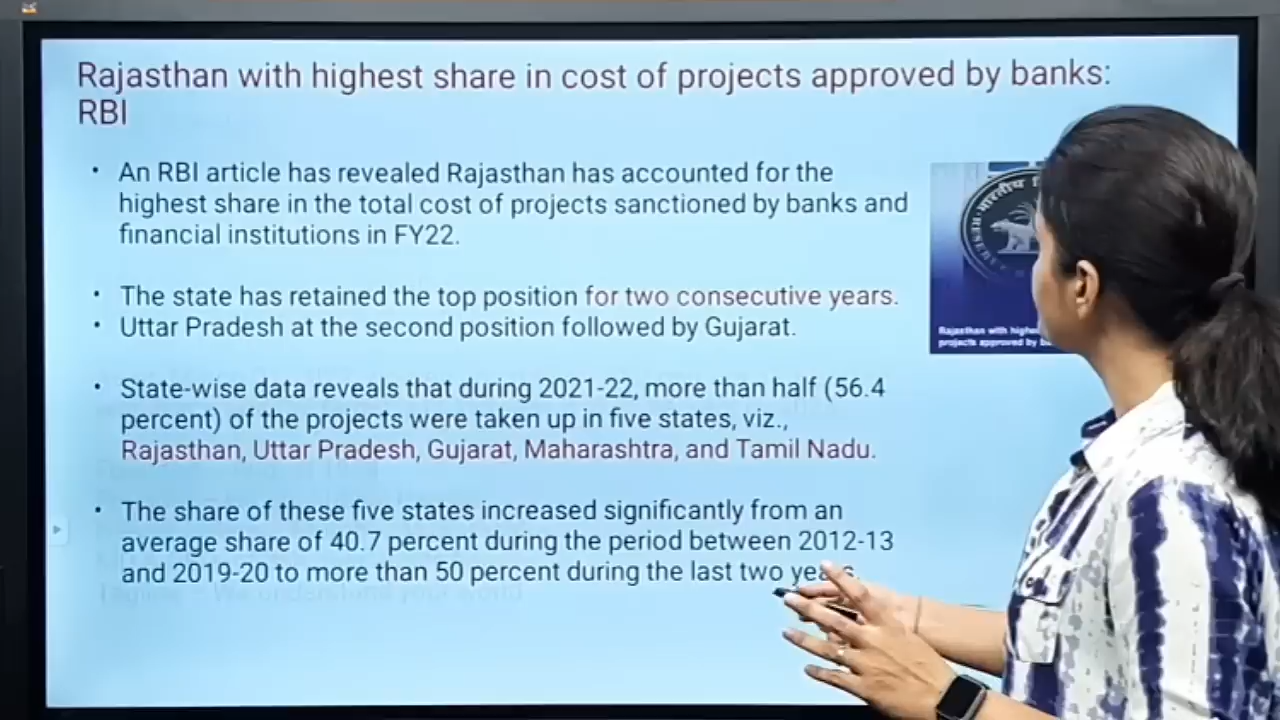 Rajasthan with highest share in cost of projects approved by banks:
RBI
• An RBI article has revealed Rajasthan has accounted for the
highest share in the total cost of projects sanctioned by banks and
financial institutions in FY22.
• The state has retained the top position for two consecutive years.
• Uttar Pradesh at the second position followed by Gujarat.
• State-wise data reveals that during 2021-22, more than half (56.4
percent) of the projects were taken up in five states, viz.,
Rajasthan, Uttar Pradesh, Gujarat, Maharashtra, and Tamil Nadu.
• The share of these five states increased significantly from an
average share of 40.7 percent during the period between 2012-13
and 2019-20 to more than 50 percent during the last two years.
भारतीय
RESERVE
Rajasthan with
projects approved by